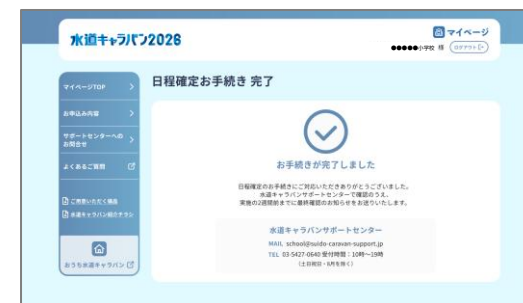 水道キャラバン2026
マイページ
●●●●●小学校 様
ログアウト
日程確定お手続き 完了
マイページTOP
お申込み内容
サポートセンターへの
お問合せ
よくあるご質問
ご用意いただく備品
水道キャラバン紹介チラシ
おうち水道キャラバン
お手続きが完了しました
日程確定のお手続きにご対応いただきありがとうございました。
水道キャラバンサポートセンターで確認のうえ、
実施の2週間前までに最終確認のお知らせをお送りいたします。
水道キャラバンサポートセンター
MAIL school@suido-caravan-support.jp
TEL 03-5427-0640 受付時間：10時〜19時
(土日祝日・8月を除く)